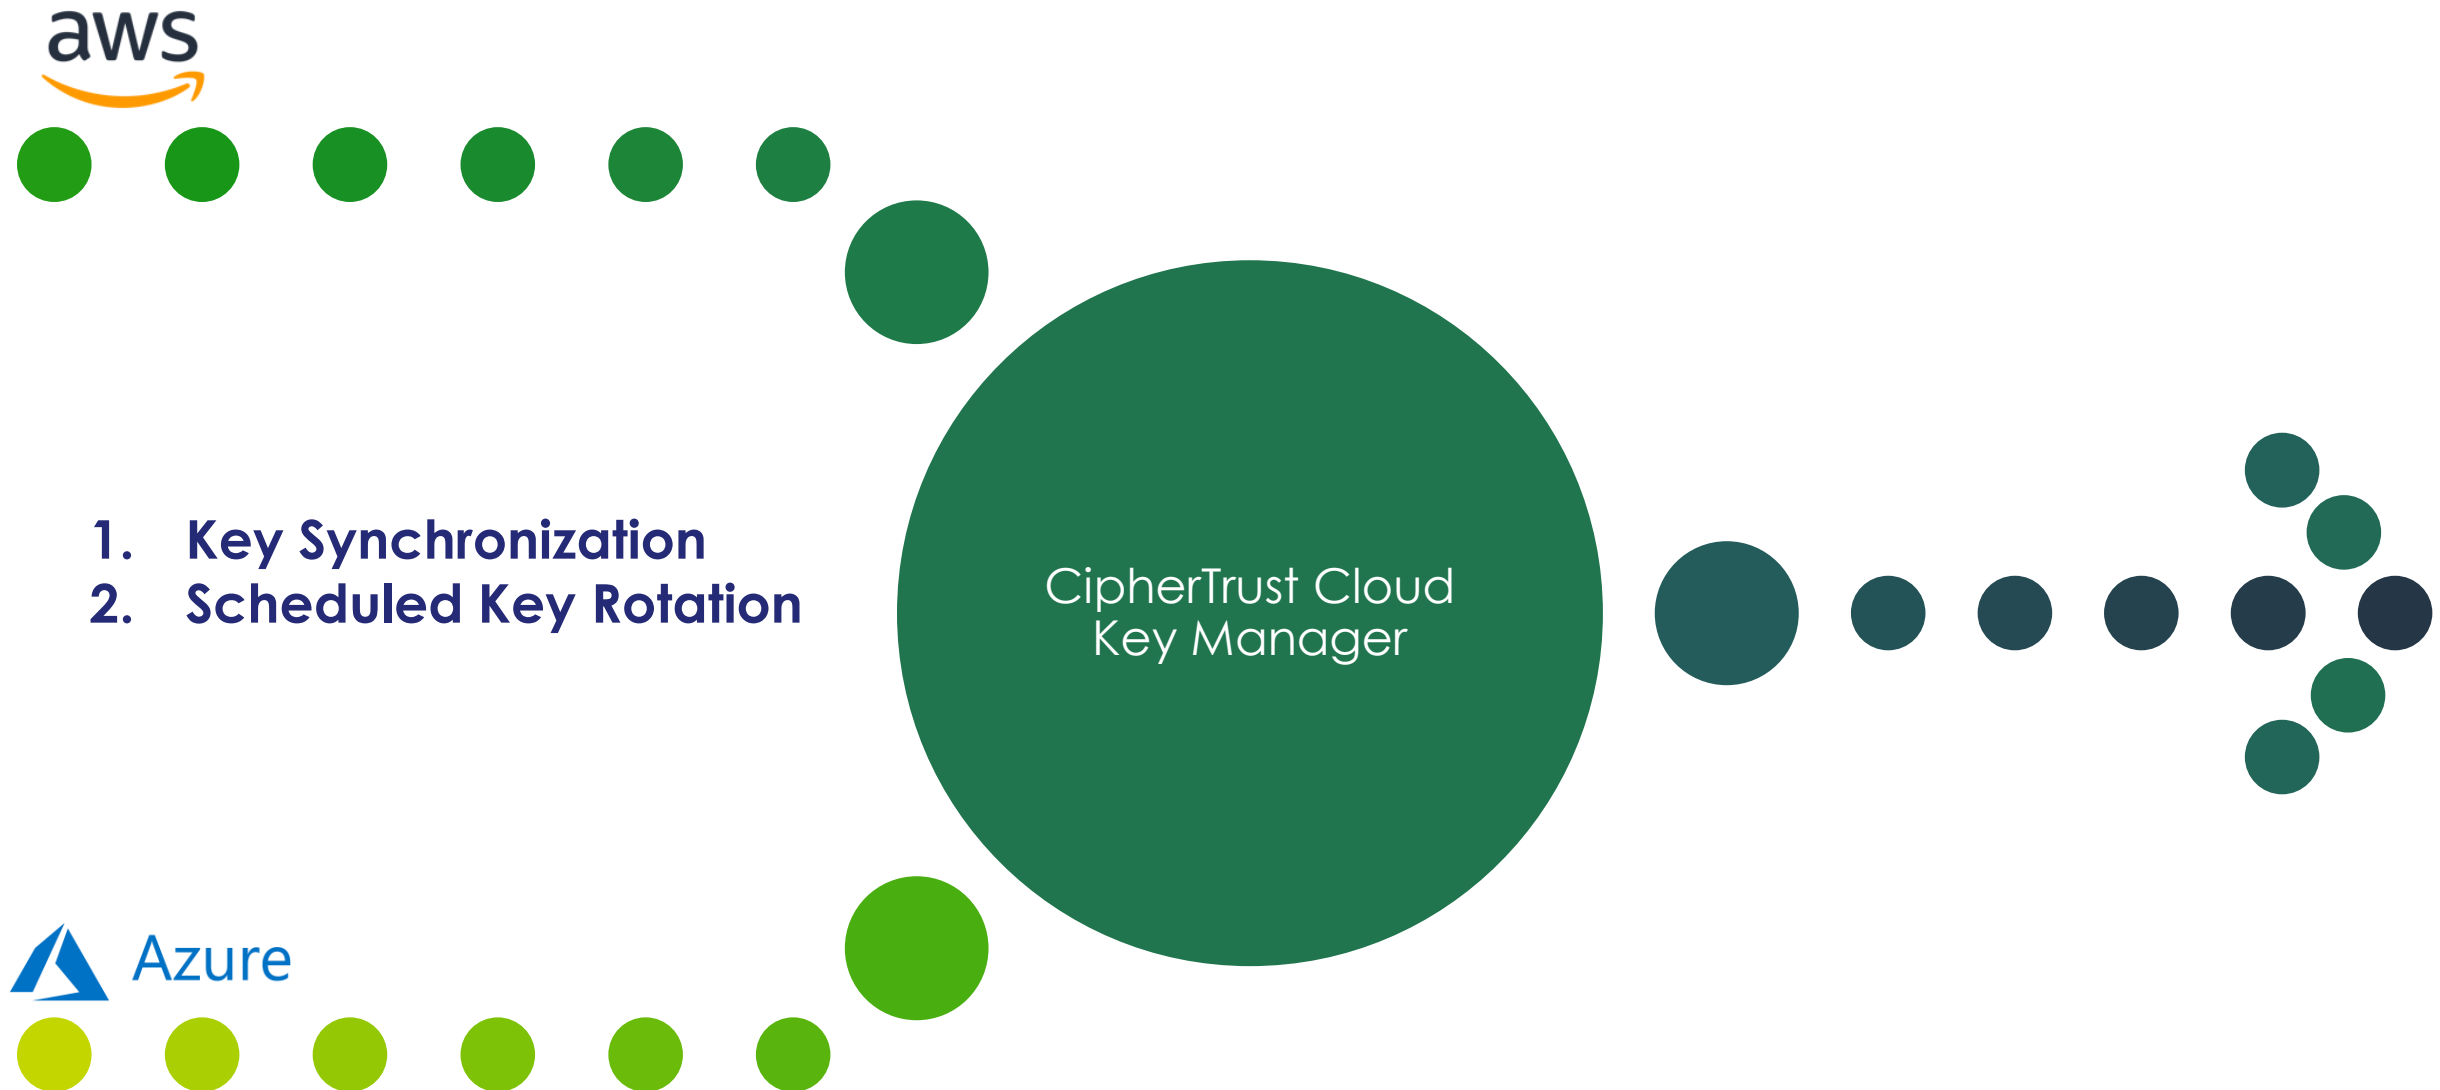 aws
1. Key Synchronization
2. Scheduled Key Rotation
CipherTrust Cloud
Key Manager
Azure